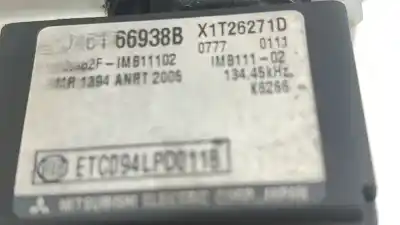 66938B X1T26271D
0777 0111
-IMB11102 IMB111-02
MR 1394 ANRT 2006 134.45kHz
K6266
ETC094LPD0118
MITSUBISHI ELECTRIC CORP. JAPAN